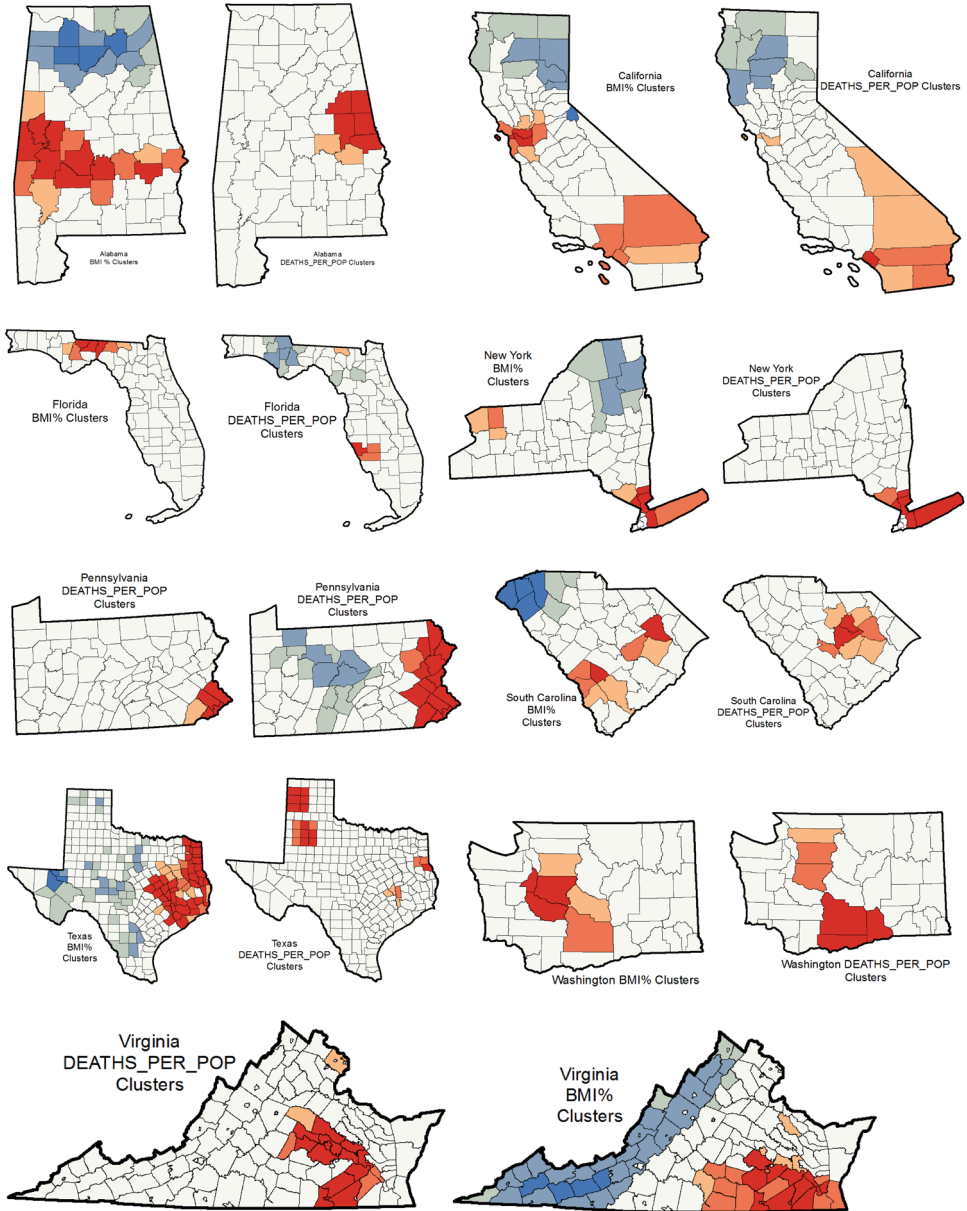 California
BMI% Clusters
California
DEATHS_PER_POP Clusters
Alabama
BMI % Clusters
Alabama
DEATHS_PER_POP Clusters
Florida
BMI% Clusters
Florida
DEATHS_PER_POP
Clusters
New York
BMI%
Clusters
New York
DEATHS_PER_POP
Clusters
Pennsylvania
DEATHS_PER_POP
Clusters
Pennsylvania
DEATHS_PER_POP
Clusters
South Carolina
BMI%
Clusters
South Carolina
DEATHS_PER_POP
Clusters
Texas
BMI%
Clusters
Texas
DEATHS_PER_POP
Clusters
Washington BMI% Clusters
Washington DEATHS_PER_POP
Clusters
Virginia
DEATHS_PER_POP
Clusters
Virginia
BMI%
Clusters